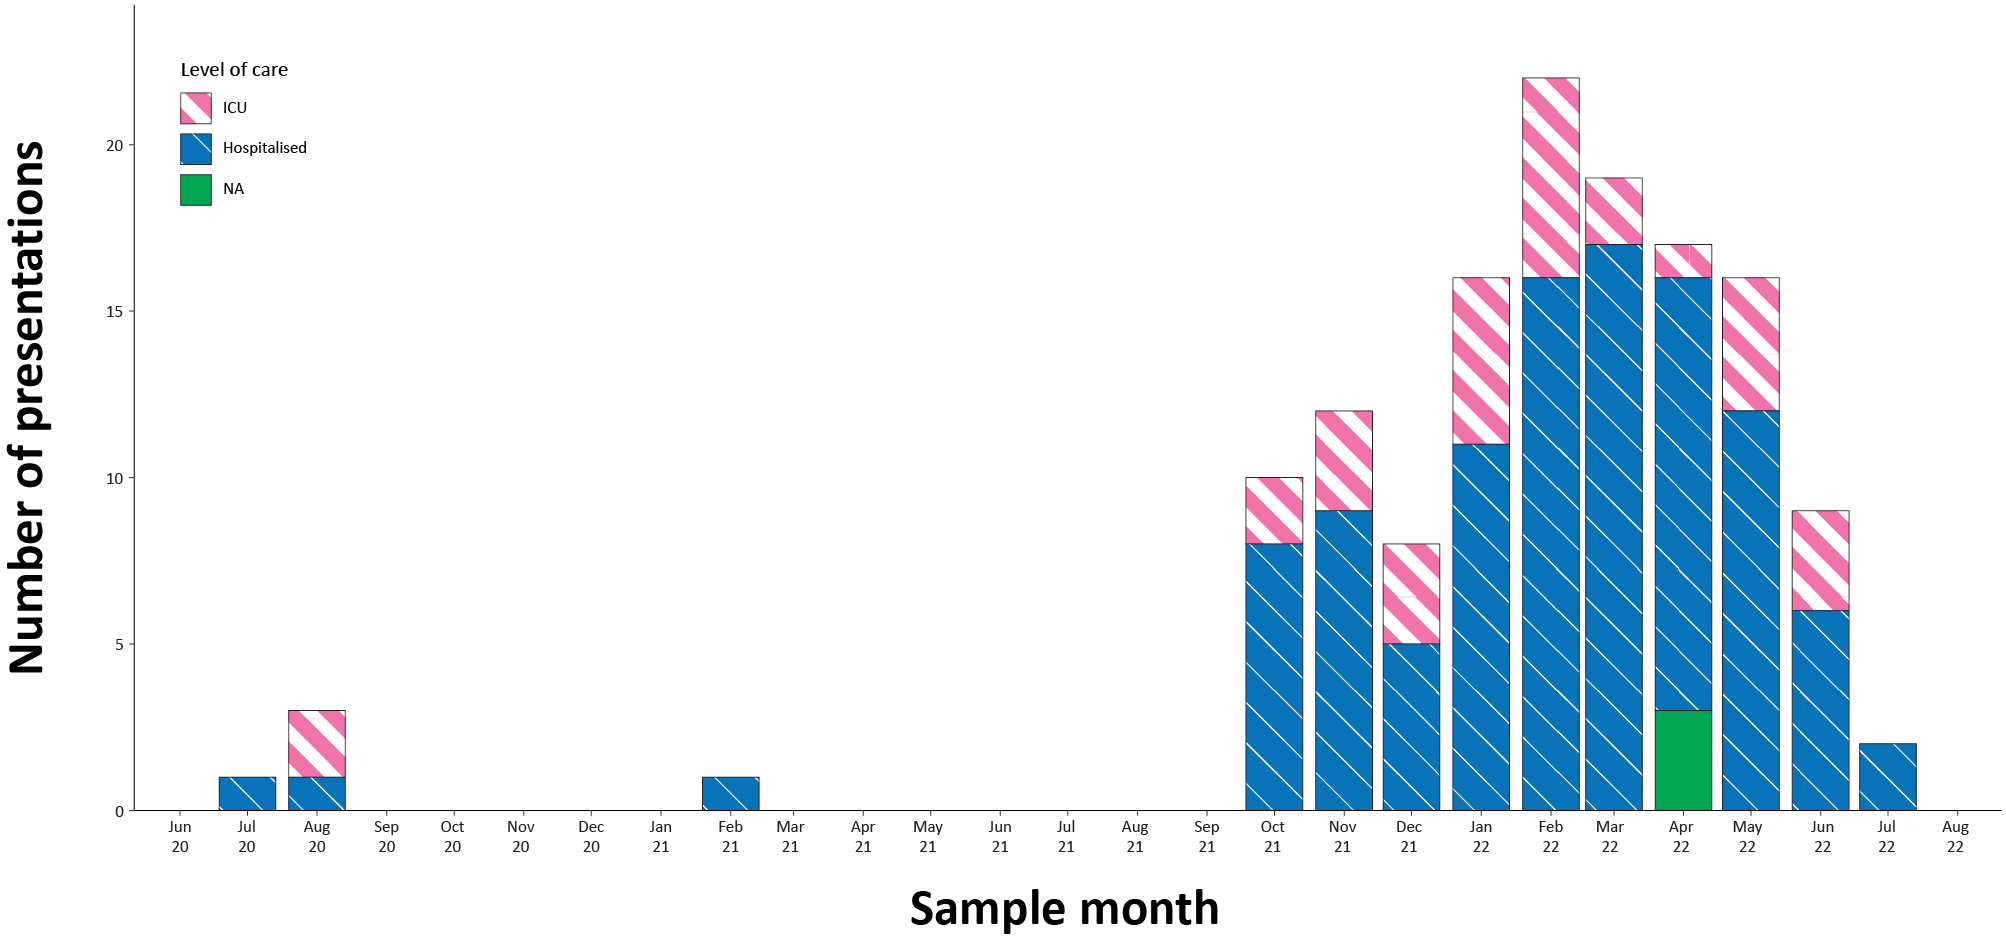 Level of care
ICU
Hospitalised
NA
Number of presentations
20
15
10
5
0
Jun Jul Aug Sep Oct Nov Dec Jan Feb Mar Apr May Jun Jul Aug Sep Oct Nov Dec Jan Feb Mar Apr May Jun Jul Aug
20 20 20 20 20 20 20 21 21 21 21 21 21 21 21 21 21 21 21 22 22 22 22 22 22 22 22
Sample month